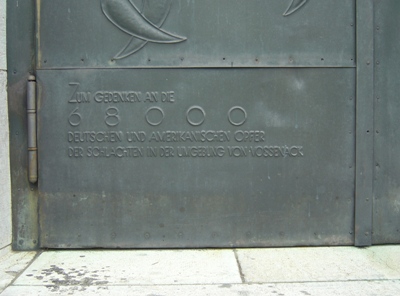 ZUM GEDENKEN AN DIE
68000
DEUTSCHEN UND AMERIKANISCHEN OPFER
DER SCHLACHTEN IN DER UMGEBUNG VON VOSSENACK